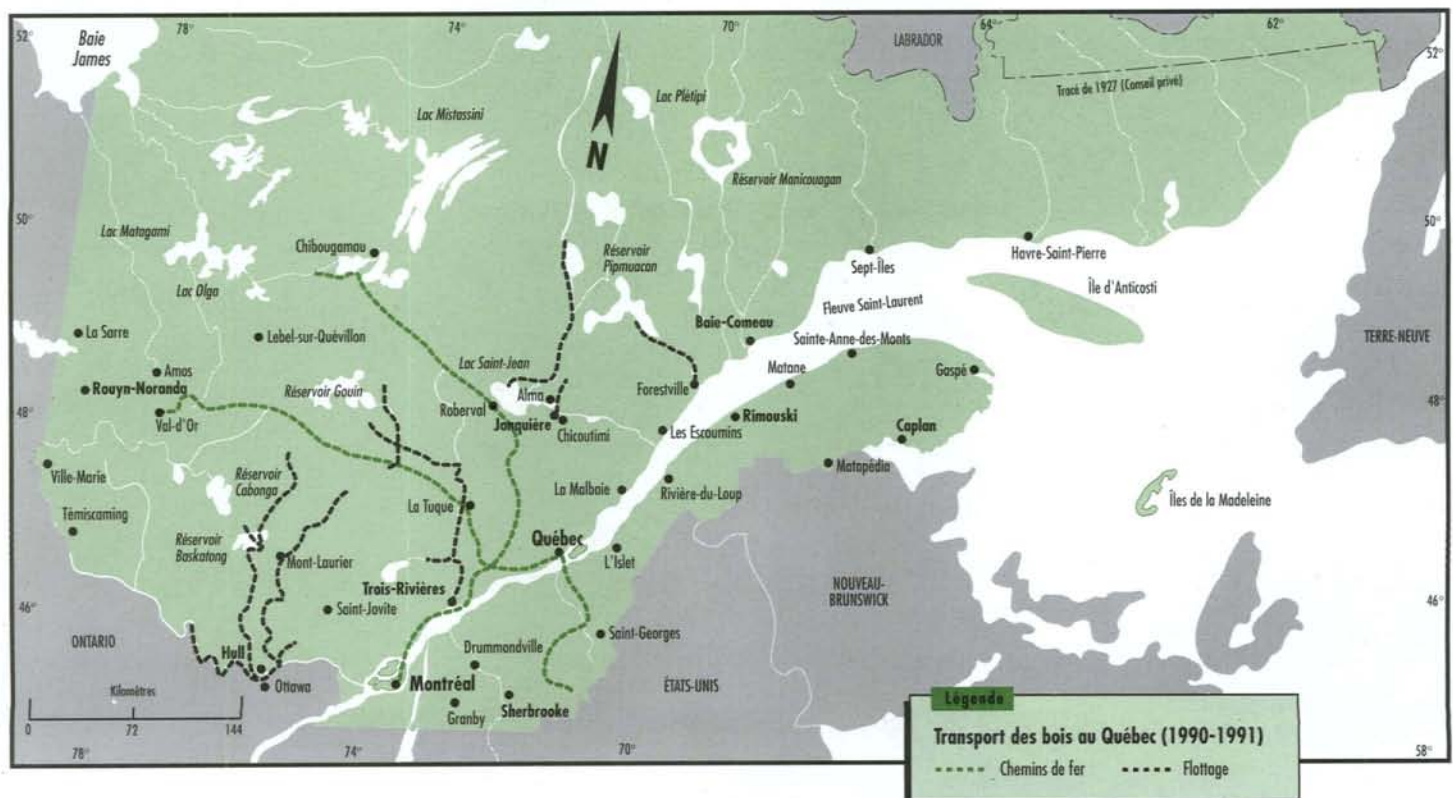 52°
78°
74°
70°
64°
62°
52°
Baie
James
LABRADOR
Tracé de 1927 (Conseil privé)
Lac Mistassini
Lac Plétipi
N
Réservoir Manicouagan
50°
50°
Lac Matagami
Chibougamau
Réservoir
Pipmuacan
Sept-Îles
Havre-Saint-Pierre
Lac Olga
Île d'Anticosti
Fleuve Saint-Laurent
La Sarre
Lebel-sur-Quévillon
Baie-Comeau
Sainte-Anne-des-Monts
TERRE-NEUVE
Lac Saint-Jean
Matane
Amos
Rouyn-Noranda
Réservoir Gouin
Alma
Forestville
Gaspé
48°
48°
Val-d'Or
Roberval
Jonquière
Chicoutimi
Rimouski
Caplan
Les Escoumins
Ville-Marie
Réservoir
Cabonga
Matapédia
La Malbaie
Rivière-du-Loup
Îles de la Madeleine
La Tuque
Témiscaming
Réservoir
Baskatong
Québec
Mont-Laurier
L'Islet
Trois-Rivières
NOUVEAU-
BRUNSWICK
46°
46°
Saint-Jovite
ONTARIO
Drummondville
Saint-Georges
Hull
Ottawa
Montréal
ÉTATS-UNIS
Kilomètres
Granby
Sherbrooke
0
72
144
78°
74°
70°
58°
Légende
Transport des bois au Québec (1990-1991)
Chemins de fer
Flottage